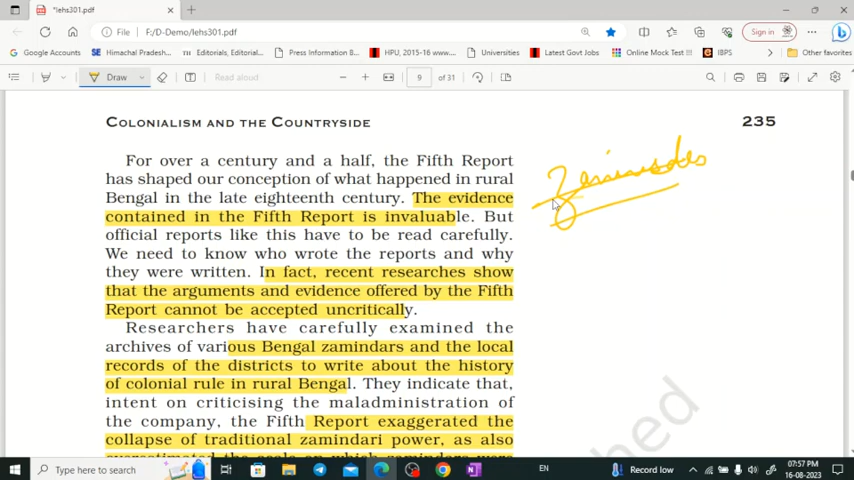 *lehs301.pdf
File
F:/D-Demo/lehs301.pdf
Sign in
Google Accounts
Himachal Pradesh...
Editorials, Editorial...
Press Information B...
HPU, 2015-16 www....
Universities
Latest Govt Jobs
Online Mock Test !!!
IBPS
Other favorites
Draw
Read aloud
9 of 31
COLONIALISM AND THE COUNTRYSIDE 235
For over a century and a half, the Fifth Report
has shaped our conception of what happened in rural
Bengal in the late eighteenth century. The evidence
contained in the Fifth Report is invaluable. But
official reports like this have to be read carefully.
We need to know who wrote the reports and why
they were written. In fact, recent researches show
that the arguments and evidence offered by the Fifth
Report cannot be accepted uncritically.
Researchers have carefully examined the
archives of various Bengal zamindars and the local
records of the districts to write about the history
of colonial rule in rural Bengal. They indicate that,
intent on criticising the maladministration of
the company, the Fifth Report exaggerated the
collapse of traditional zamindari power, as also
overestimated the scale on which zamindars were
Type here to search
EN
Record low
07:57 PM
16-08-2023